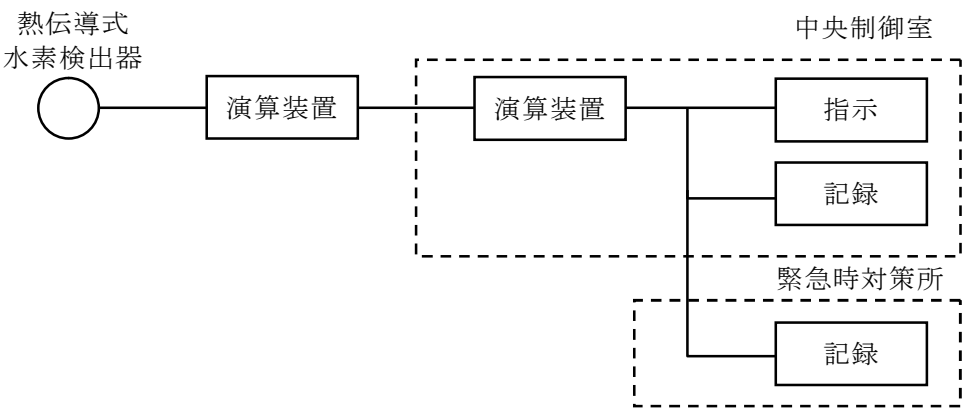 熱伝導式
水素検出器
中央制御室
演算装置
演算装置
指示
記録
緊急時対策所
記録